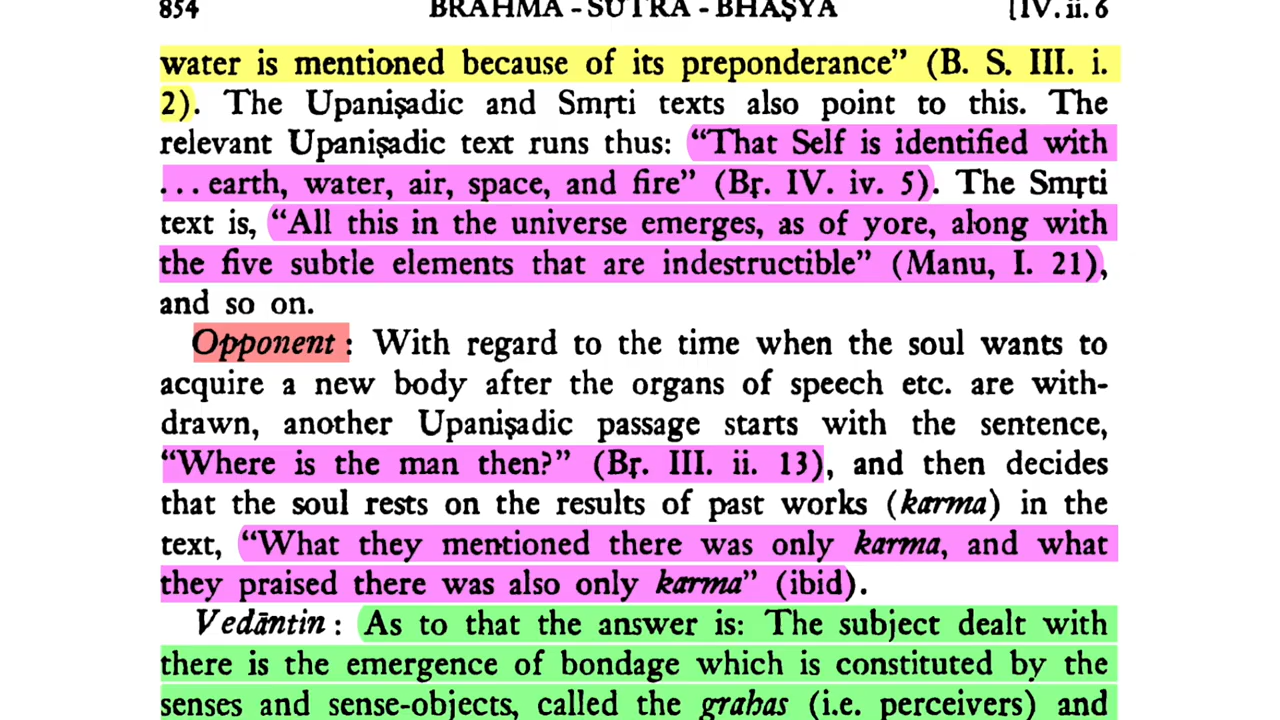 854 BRAHMA-SŪTRA-BHĀṢYA [IV. ii. 6
water is mentioned because of its preponderance” (B. S. III. i.
2). The Upaniṣadic and Smṛti texts also point to this. The
relevant Upaniṣadic text runs thus: “That Self is identified with
...earth, water, air, space, and fire” (Bṛ. IV. iv. 5). The Smṛti
text is, “All this in the universe emerges, as of yore, along with
the five subtle elements that are indestructible” (Manu, I. 21),
and so on.
Opponent: With regard to the time when the soul wants to
acquire a new body after the organs of speech etc. are with-
drawn, another Upaniṣadic passage starts with the sentence,
“Where is the man then?” (Bṛ. III. ii. 13), and then decides
that the soul rests on the results of past works (karma) in the
text, “What they mentioned there was only karma, and what
they praised there was also only karma” (ibid).
Vedāntin: As to that the answer is: The subject dealt with
there is the emergence of bondage which is constituted by the
senses and sense-objects, called the grahas (i.e. perceivers) and